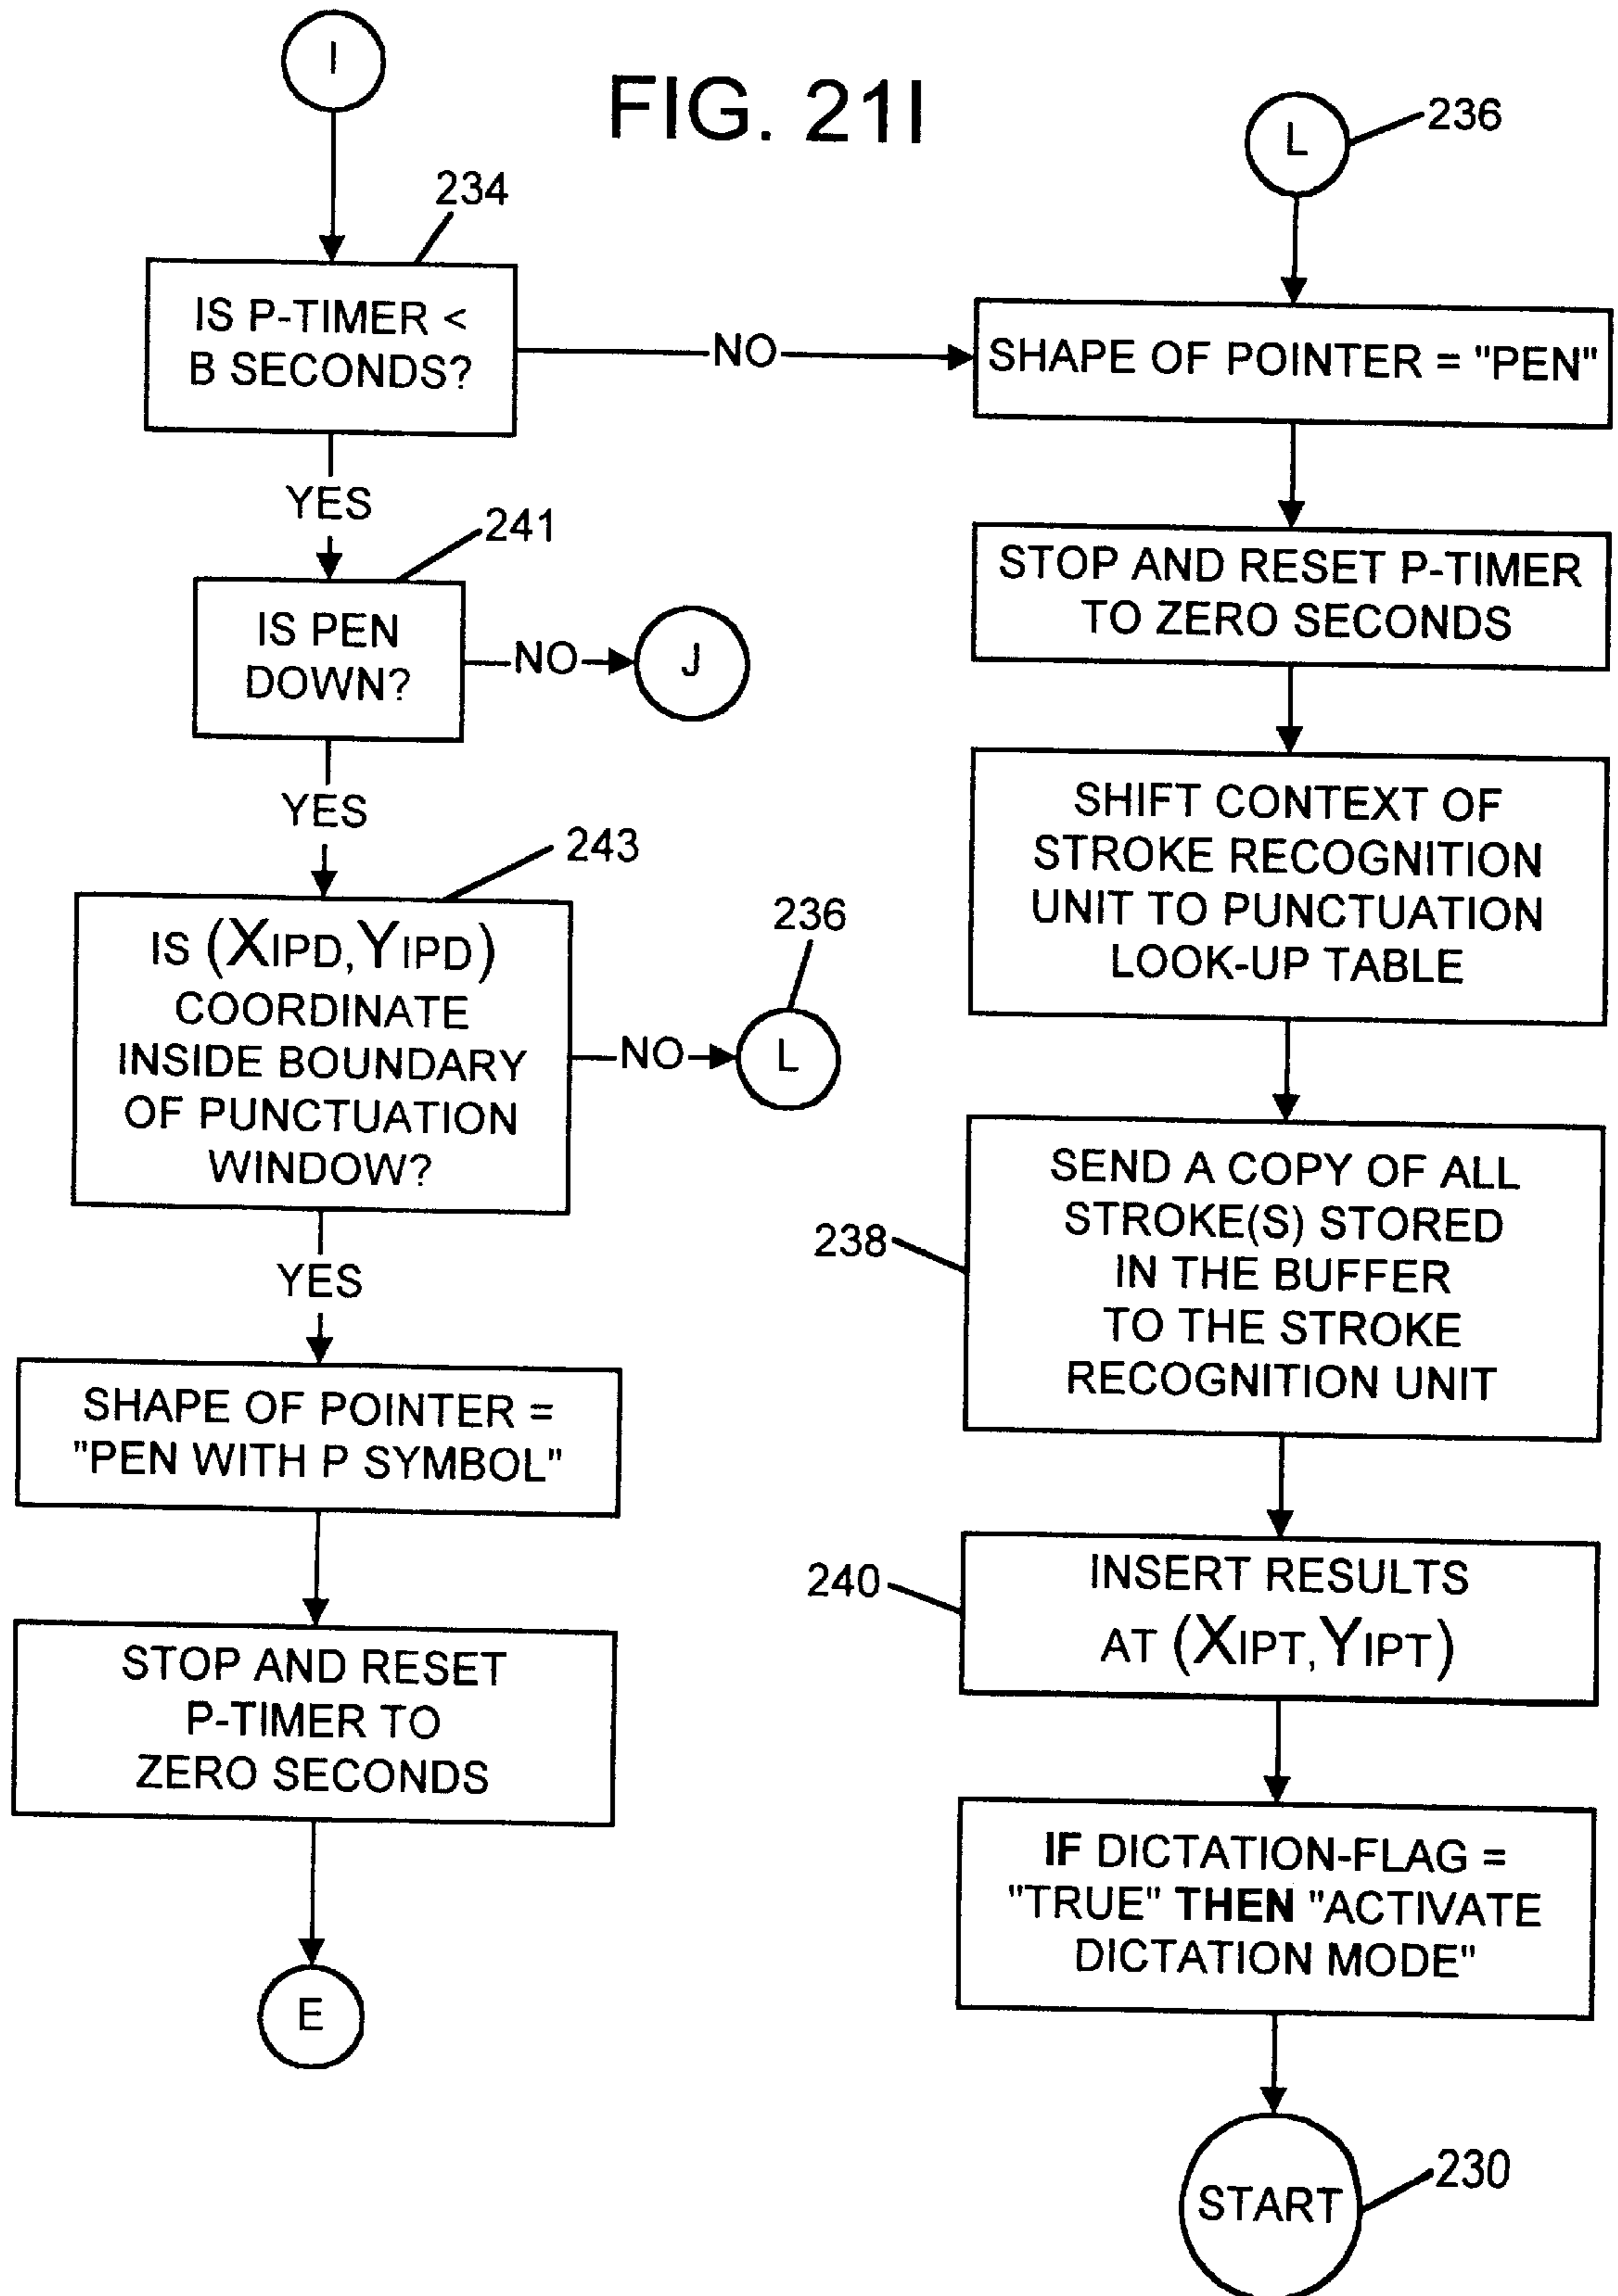 FIG. 21I
I
234
IS P-TIMER <
B SECONDS?
NO
YES
241
IS PEN
DOWN?
NO
J
YES
243
IS (XIPD, YIPD)
COORDINATE
INSIDE BOUNDARY
OF PUNCTUATION
WINDOW?
NO
236
L
YES
SHAPE OF POINTER =
"PEN WITH P SYMBOL"
STOP AND RESET
P-TIMER TO
ZERO SECONDS
E
L
236
SHAPE OF POINTER = "PEN"
STOP AND RESET P-TIMER
TO ZERO SECONDS
SHIFT CONTEXT OF
STROKE RECOGNITION
UNIT TO PUNCTUATION
LOOK-UP TABLE
238
SEND A COPY OF ALL
STROKE(S) STORED
IN THE BUFFER
TO THE STROKE
RECOGNITION UNIT
240
INSERT RESULTS
AT (XIPT, YIPT)
IF DICTATION-FLAG =
"TRUE" THEN "ACTIVATE
DICTATION MODE"
START
230